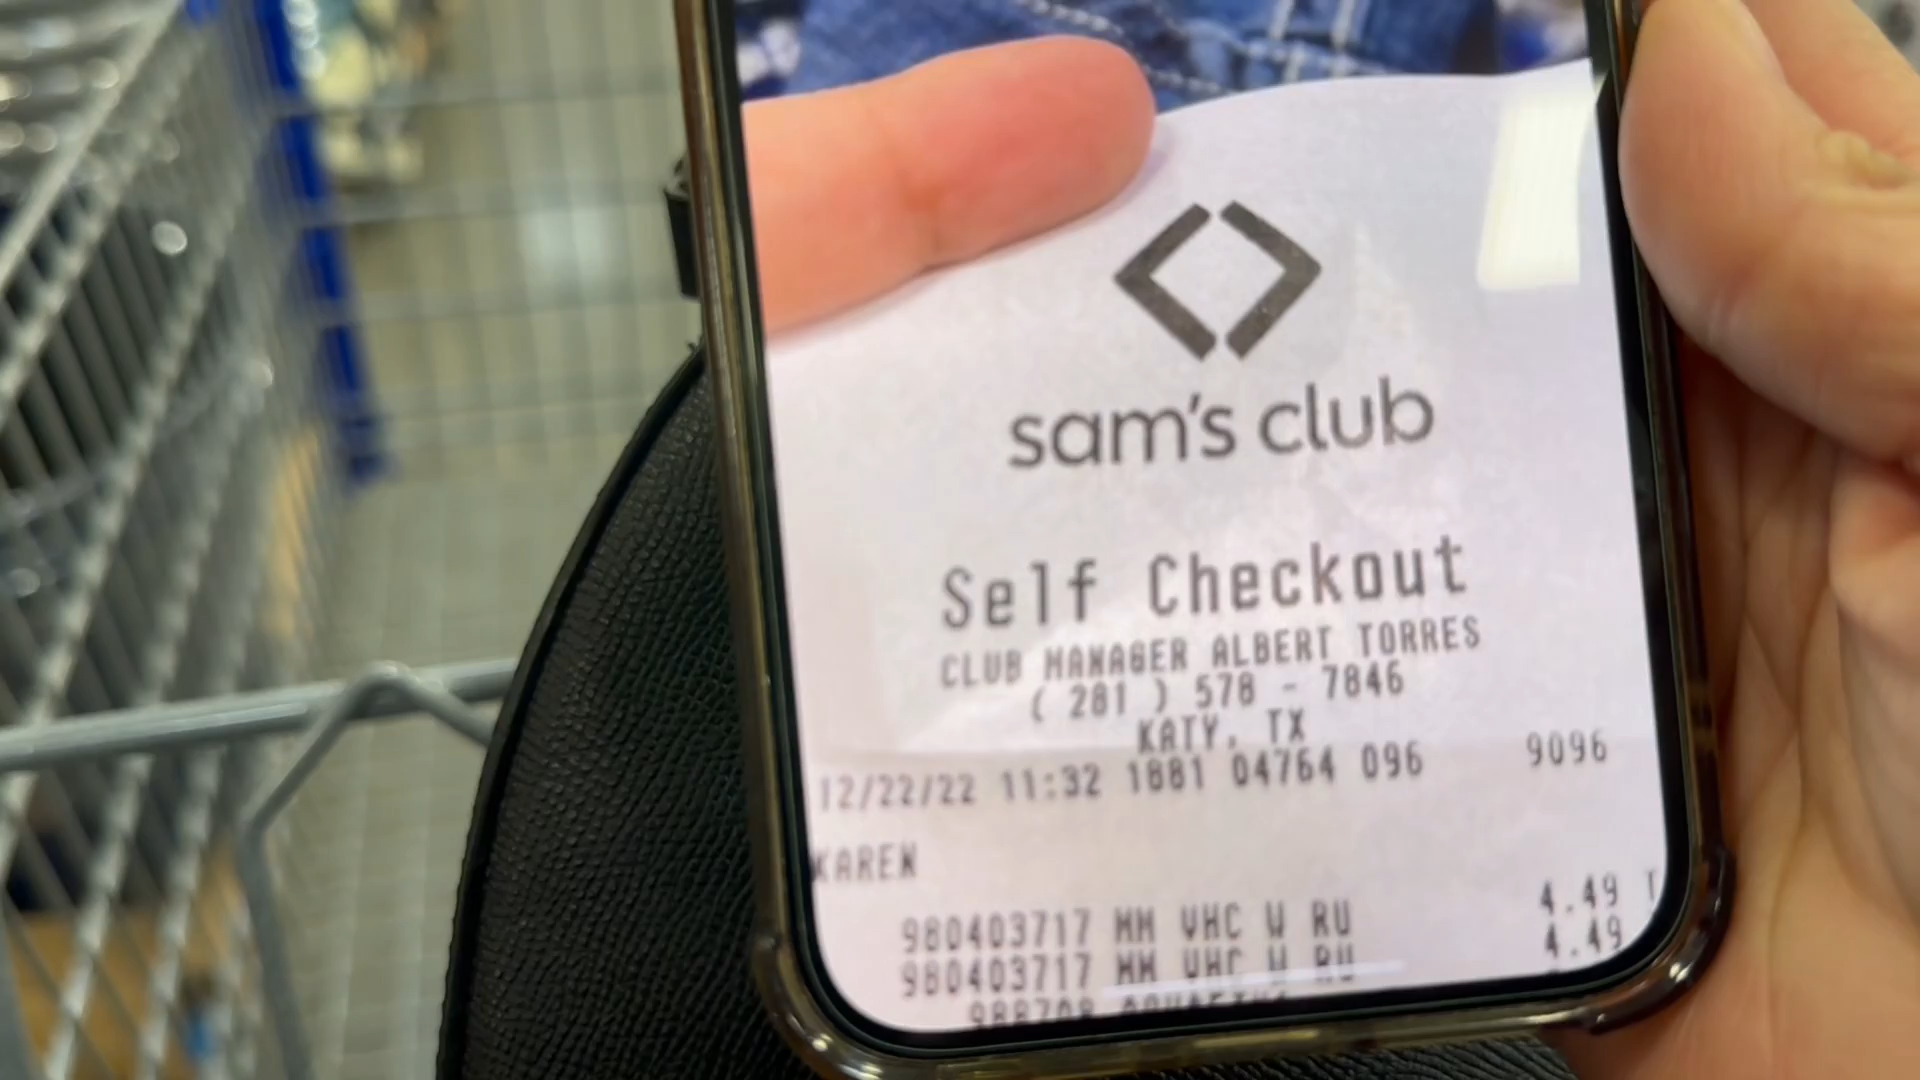 sam's club
Self Checkout
CLUB MANAGER ALBERT TORRES
( 281 ) 578 - 7846
KATY, TX
12/22/22 11:32 1881 04764 096 9096
KAREN
980403717 MM VHC W RU 4.49 T
980403717 MM VHC W RU 4.49
988708